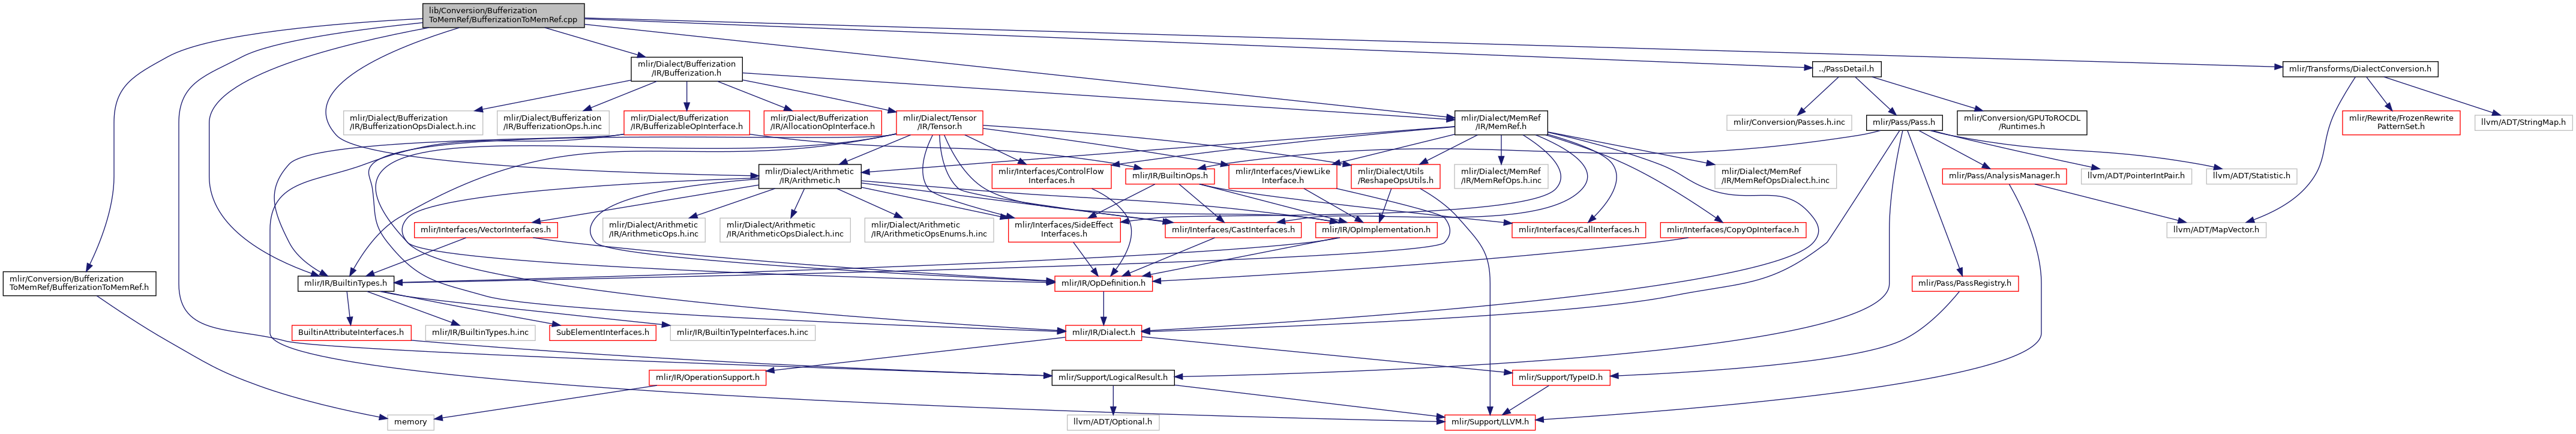 lib/Conversion/Bufferization
ToMemRef/BufferizationToMemRef.cpp
mlir/Dialect/Bufferization
/IR/Bufferization.h
../PassDetail.h
mlir/Transforms/DialectConversion.h
mlir/Dialect/Bufferization
/IR/BufferizationOpsDialect.h.inc
mlir/Dialect/Bufferization
/IR/BufferizationOps.h.inc
mlir/Dialect/Bufferization
/IR/BufferizableOpInterface.h
mlir/Dialect/Bufferization
/IR/AllocationOpInterface.h
mlir/Dialect/Tensor
/IR/Tensor.h
mlir/Dialect/MemRef
/IR/MemRef.h
mlir/Conversion/Passes.h.inc
mlir/Pass/Pass.h
mlir/Conversion/GPUToROCDL
/Runtimes.h
mlir/Rewrite/FrozenRewrite
PatternSet.h
llvm/ADT/StringMap.h
mlir/Dialect/Arithmetic
/IR/Arithmetic.h
mlir/Interfaces/ControlFlow
Interfaces.h
mlir/IR/BuiltinOps.h
mlir/Interfaces/ViewLike
Interface.h
mlir/Dialect/Utils
/ReshapeOpsUtils.h
mlir/Dialect/MemRef
/IR/MemRefOps.h.inc
mlir/Dialect/MemRef
/IR/MemRefOpsDialect.h.inc
mlir/Pass/AnalysisManager.h
llvm/ADT/PointerIntPair.h
llvm/ADT/Statistic.h
mlir/Interfaces/VectorInterfaces.h
mlir/Dialect/Arithmetic
/IR/ArithmeticOps.h.inc
mlir/Dialect/Arithmetic
/IR/ArithmeticOpsDialect.h.inc
mlir/Dialect/Arithmetic
/IR/ArithmeticOpsEnums.h.inc
mlir/Interfaces/SideEffect
Interfaces.h
mlir/Interfaces/CastInterfaces.h
mlir/IR/OpImplementation.h
mlir/Interfaces/CallInterfaces.h
mlir/Interfaces/CopyOpInterface.h
llvm/ADT/MapVector.h
mlir/Conversion/Bufferization
ToMemRef/BufferizationToMemRef.h
mlir/IR/BuiltinTypes.h
mlir/IR/OpDefinition.h
mlir/Pass/PassRegistry.h
BuiltinAttributeInterfaces.h
mlir/IR/BuiltinTypes.h.inc
SubElementInterfaces.h
mlir/IR/BuiltinTypeInterfaces.h.inc
mlir/IR/Dialect.h
mlir/IR/OperationSupport.h
mlir/Support/LogicalResult.h
mlir/Support/TypeID.h
memory
llvm/ADT/Optional.h
mlir/Support/LLVM.h